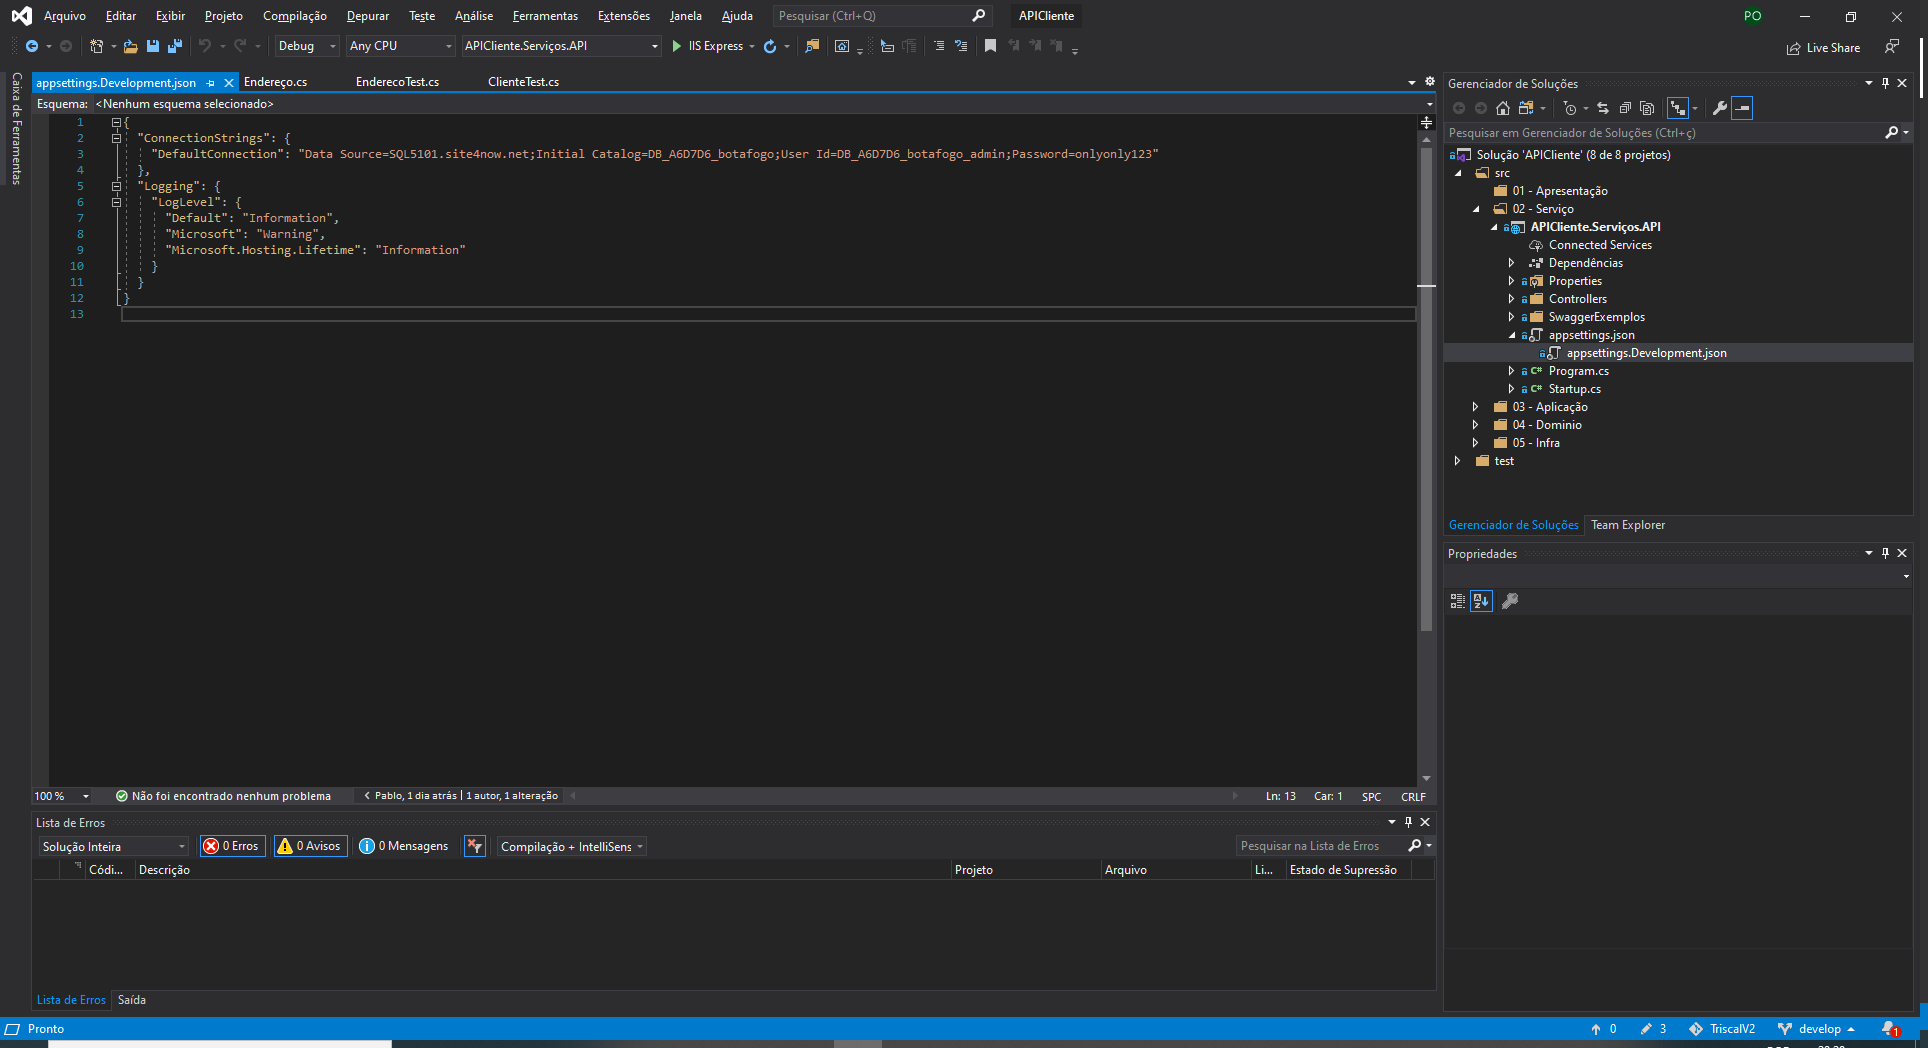 Arquivo Editar Exibir Projeto Compilação Depurar Teste Análise Ferramentas Extensões Janela Ajuda Pesquisar (Ctrl+Q) APICliente PO
Debug Any CPU APICliente.Serviços.API IIS Express Live Share
Caixa de Ferramentas
appsettings.Development.json Endereço.cs EnderecoTest.cs ClienteTest.cs
Esquema: <Nenhum esquema selecionado>
1 {
2 "ConnectionStrings": {
3 "DefaultConnection": "Data Source=SQL5101.site4now.net;Initial Catalog=DB_A6D7D6_botafogo;User Id=DB_A6D7D6_botafogo_admin;Password=onlyonly123"
4 },
5 "Logging": {
6 "LogLevel": {
7 "Default": "Information",
8 "Microsoft": "Warning",
9 "Microsoft.Hosting.Lifetime": "Information"
10 }
11 }
12 }
13
100 % Não foi encontrado nenhum problema Pablo, 1 dia atrás | 1 autor, 1 alteração Ln: 13 Car: 1 SPC CRLF
Lista de Erros
Solução Inteira 0 Erros 0 Avisos 0 Mensagens Compilação + IntelliSens Pesquisar na Lista de Erros
Códi... Descrição Projeto Arquivo Li... Estado de Supressão
Lista de Erros Saída
Gerenciador de Soluções
Pesquisar em Gerenciador de Soluções (Ctrl+ç)
Solução 'APICliente' (8 de 8 projetos)
src
01 - Apresentação
02 - Serviço
APICliente.Serviços.API
Connected Services
Dependências
Properties
Controllers
SwaggerExemplos
appsettings.json
appsettings.Development.json
C# Program.cs
C# Startup.cs
03 - Aplicação
04 - Dominio
05 - Infra
test
Gerenciador de Soluções Team Explorer
Propriedades
Pronto 0 3 TriscalV2 develop 1